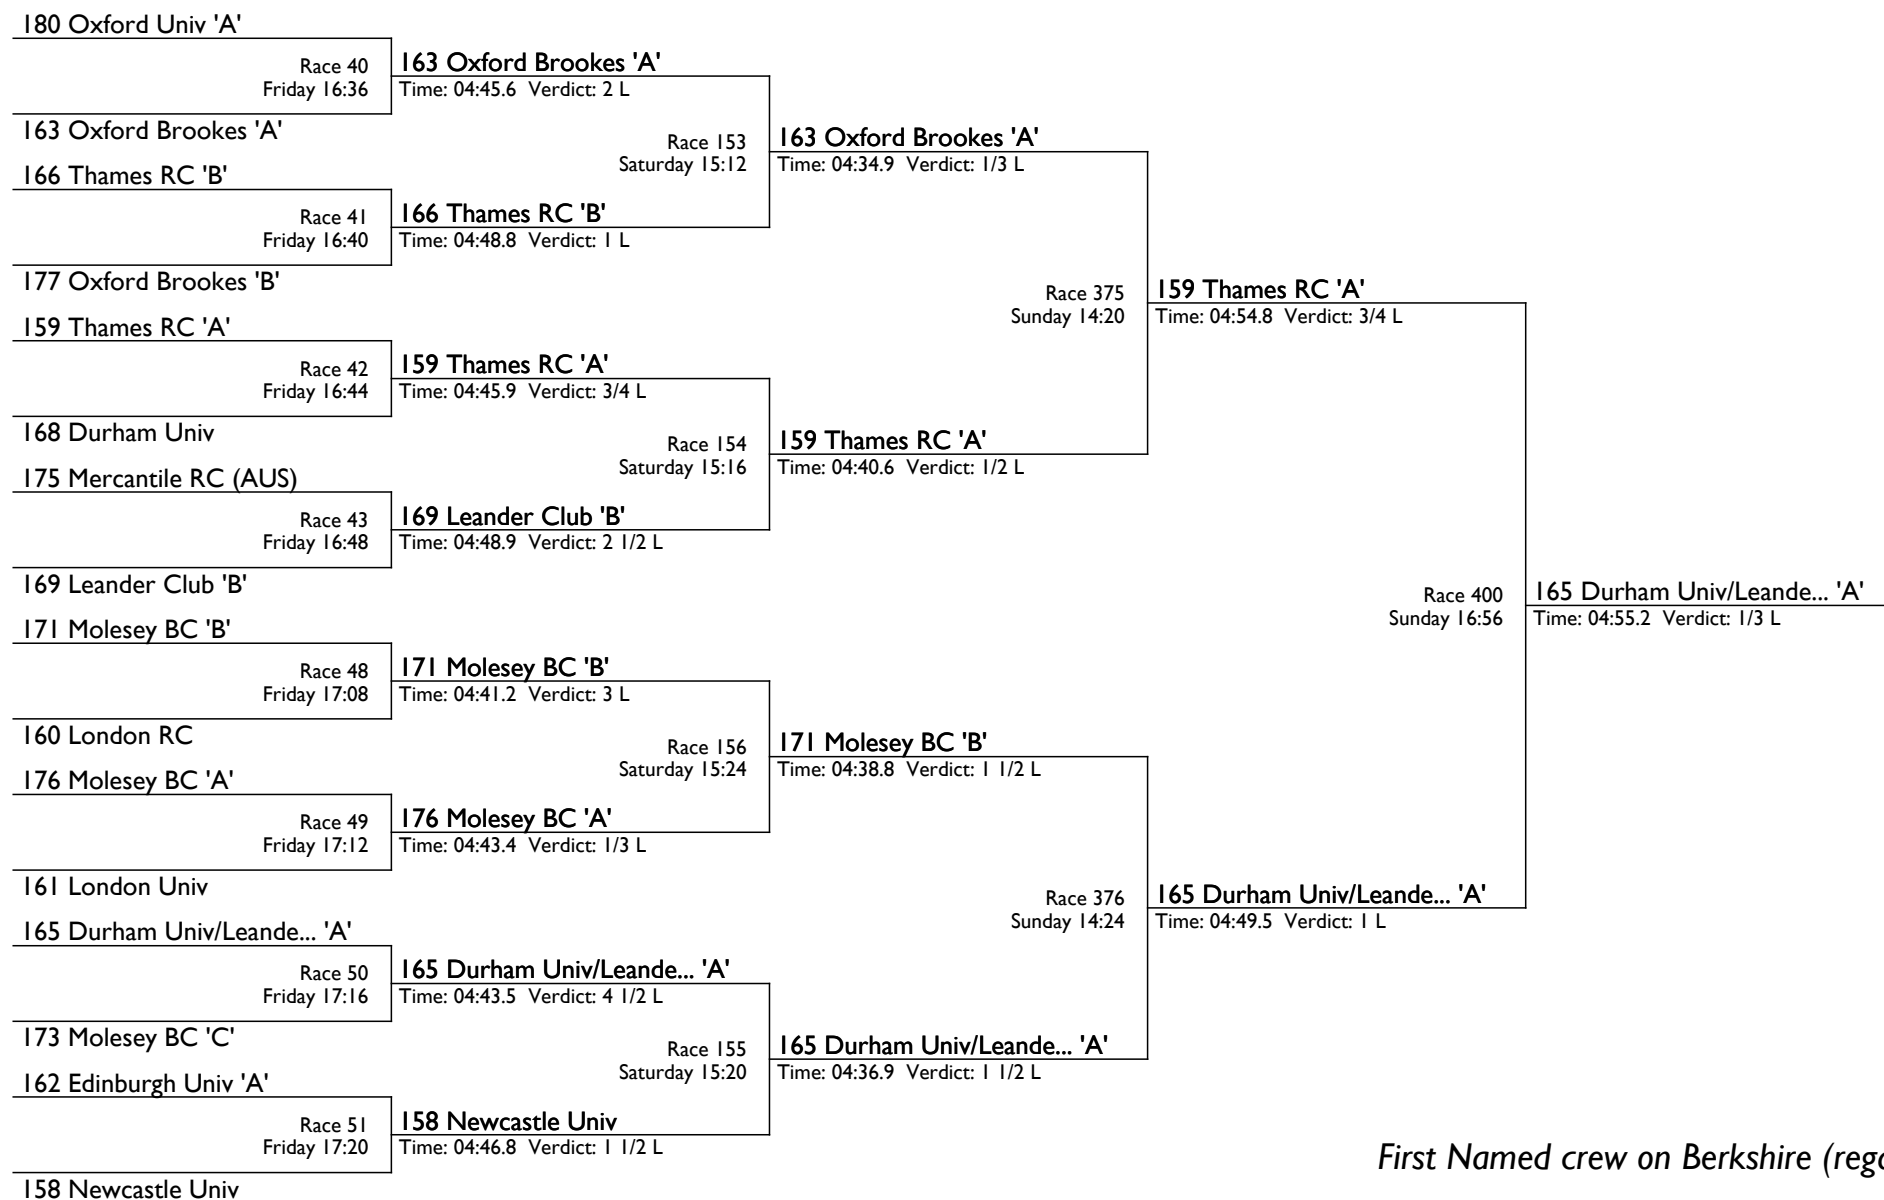 180 Oxford Univ 'A'
Race 40
Friday 16:36
163 Oxford Brookes 'A'
166 Thames RC 'B'
Race 41
Friday 16:40
177 Oxford Brookes 'B'
159 Thames RC 'A'
Race 42
Friday 16:44
168 Durham Univ
175 Mercantile RC (AUS)
Race 43
Friday 16:48
169 Leander Club 'B'
171 Molesey BC 'B'
Race 48
Friday 17:08
160 London RC
176 Molesey BC 'A'
Race 49
Friday 17:12
161 London Univ
165 Durham Univ/Leande... 'A'
Race 50
Friday 17:16
173 Molesey BC 'C'
162 Edinburgh Univ 'A'
Race 51
Friday 17:20
158 Newcastle Univ
163 Oxford Brookes 'A'
Time: 04:45.6 Verdict: 2 L
Race 153
Saturday 15:12
166 Thames RC 'B'
Time: 04:48.8 Verdict: 1 L
159 Thames RC 'A'
Time: 04:45.9 Verdict: 3/4 L
Race 154
Saturday 15:16
169 Leander Club 'B'
Time: 04:48.9 Verdict: 2 1/2 L
171 Molesey BC 'B'
Time: 04:41.2 Verdict: 3 L
Race 156
Saturday 15:24
176 Molesey BC 'A'
Time: 04:43.4 Verdict: 1/3 L
165 Durham Univ/Leande... 'A'
Time: 04:43.5 Verdict: 4 1/2 L
Race 155
Saturday 15:20
158 Newcastle Univ
Time: 04:46.8 Verdict: 1 1/2 L
163 Oxford Brookes 'A'
Time: 04:34.9 Verdict: 1/3 L
Race 375
Sunday 14:20
159 Thames RC 'A'
Time: 04:40.6 Verdict: 1/2 L
171 Molesey BC 'B'
Time: 04:38.8 Verdict: 1 1/2 L
Race 376
Sunday 14:24
165 Durham Univ/Leande... 'A'
Time: 04:36.9 Verdict: 1 1/2 L
159 Thames RC 'A'
Time: 04:54.8 Verdict: 3/4 L
Race 400
Sunday 16:56
165 Durham Univ/Leande... 'A'
Time: 04:49.5 Verdict: 1 L
165 Durham Univ/Leande... 'A'
Time: 04:55.2 Verdict: 1/3 L
First Named crew on Berkshire